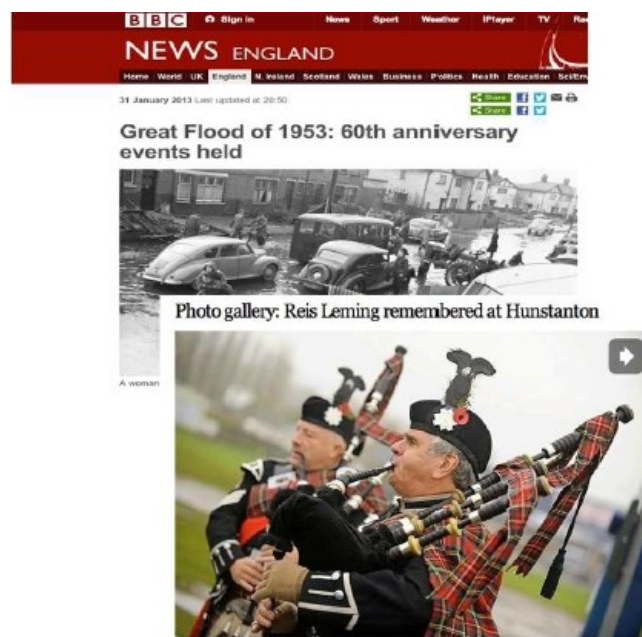 BBC Sign in News Sport Weather iPlayer TV
NEWS ENGLAND
Home World UK England N. Ireland Scotland Wales Business Politics Health Education Sci/Env
31 January 2013 Last updated at 20:50
Share
Share
Great Flood of 1953: 60th anniversary
events held
Photo gallery: Reis Leming remembered at Hunstanton
A woman